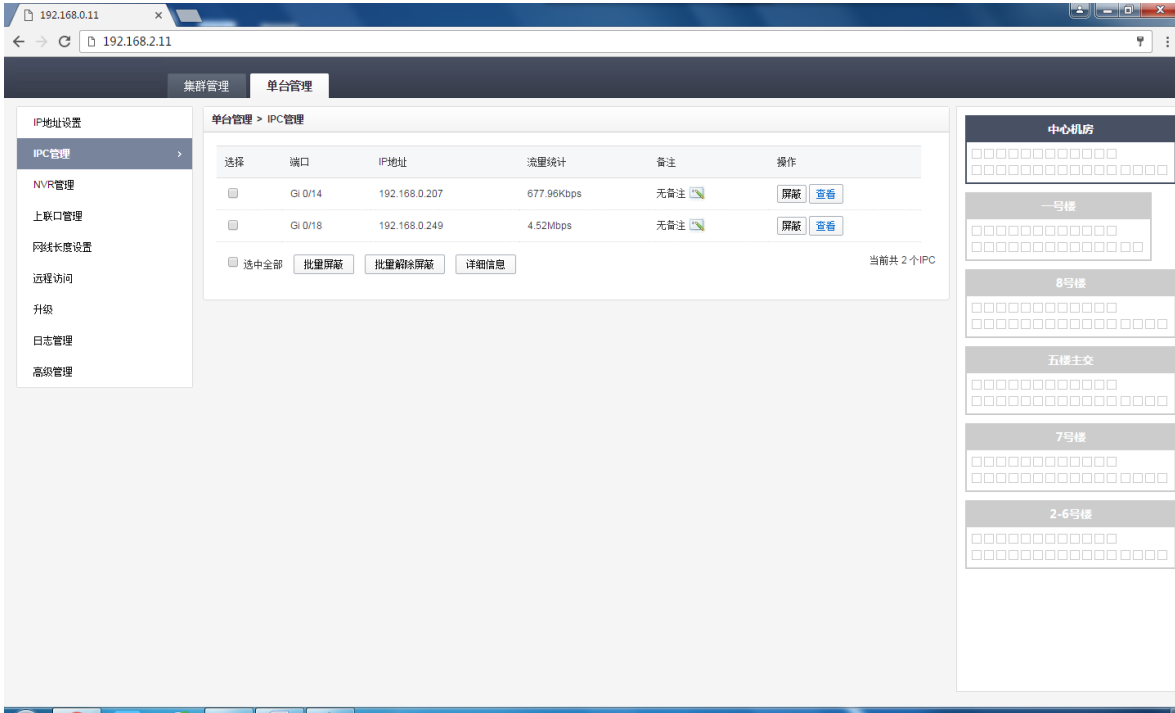 192.168.0.11
192.168.2.11
集群管理 单台管理
IP地址设置
IPC管理
NVR管理
上联口管理
网线长度设置
远程访问
升级
日志管理
高级管理
单台管理 > IPC管理
选择 端口 IP地址 流量统计 备注 操作
Gi 0/14 192.168.0.207 677.96Kbps 无备注 屏蔽 查看
Gi 0/18 192.168.0.249 4.52Mbps 无备注 屏蔽 查看
选中全部 批量屏蔽 批量解除屏蔽 详细信息 当前共 2 个IPC
中心机房
一号楼
8号楼
五楼主交
7号楼
2-6号楼